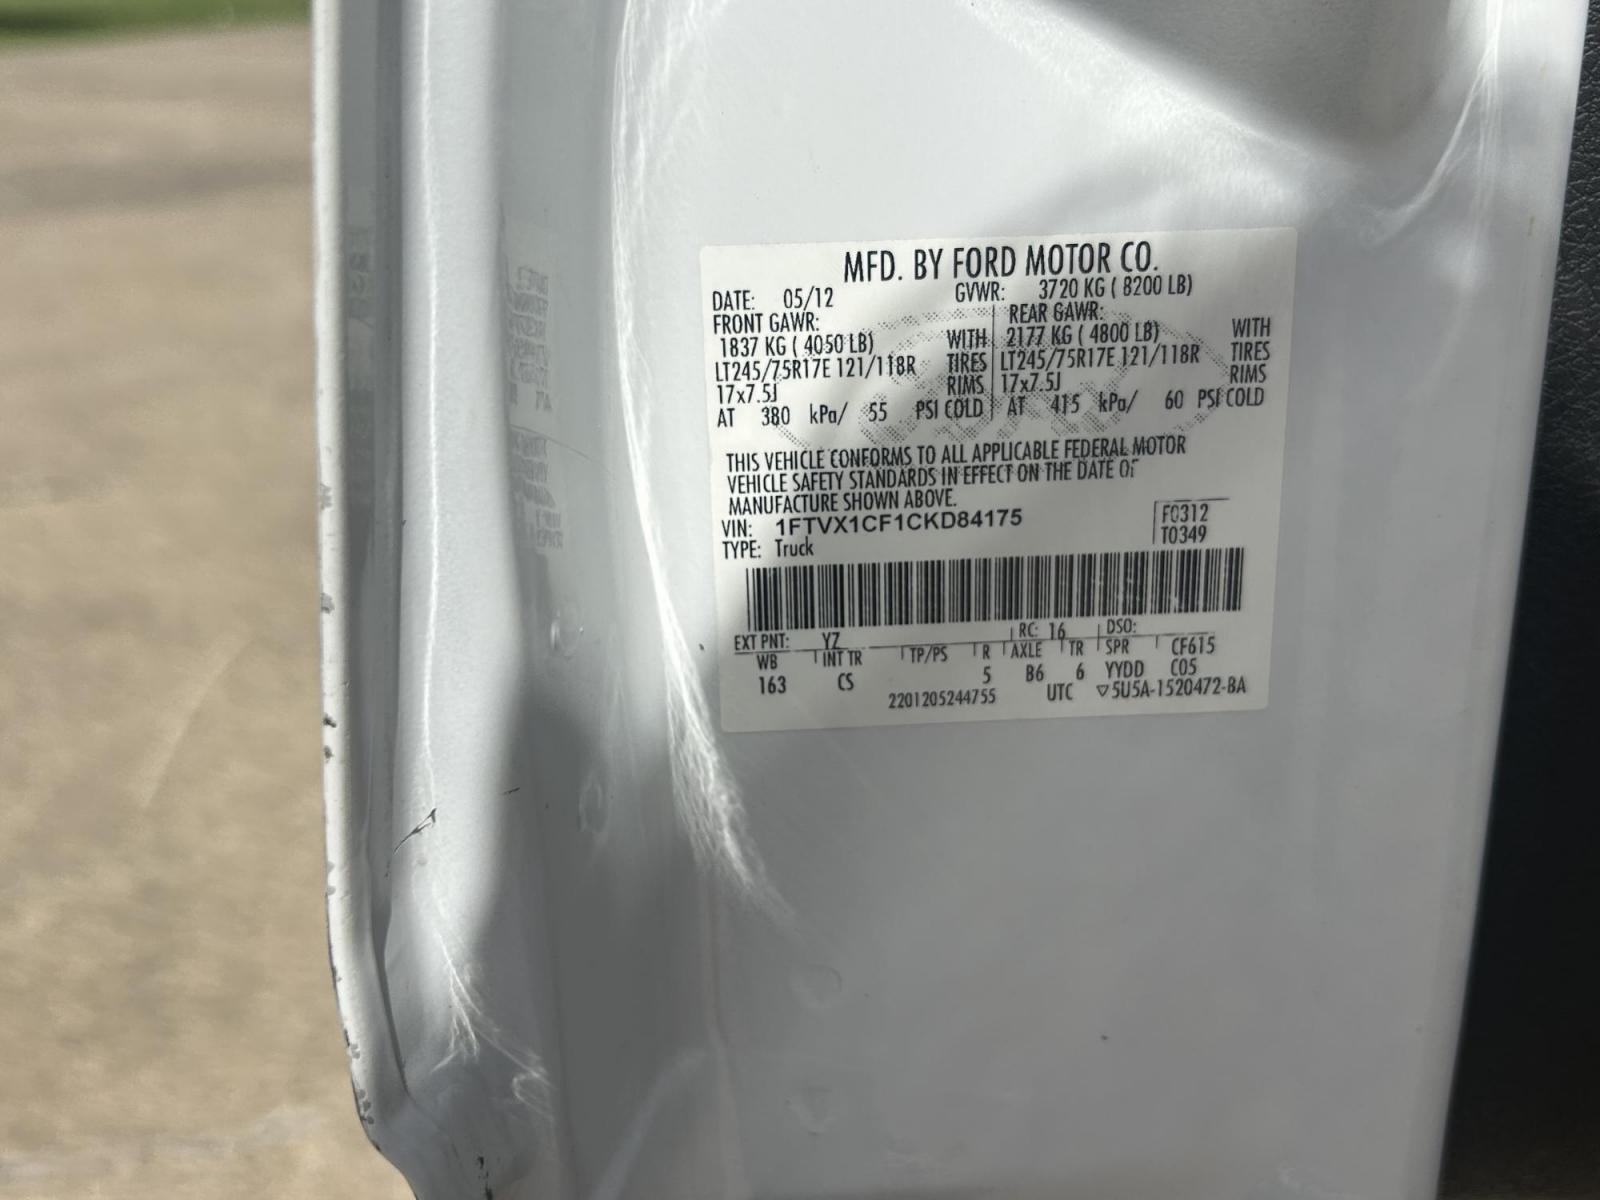 MFD. BY FORD MOTOR CO.
DATE: 05/12 GVWR: 3720 KG ( 8200 LB)
FRONT GAWR: REAR GAWR:
1837 KG ( 4050 LB) WITH 2177 KG ( 4800 LB) WITH
LT245/75R17E 121/118R TIRES LT245/75R17E 121/118R TIRES
17x7.5J RIMS 17x7.5J RIMS
AT 380 kPa/ 55 PSI COLD AT 415 kPa/ 60 PSI COLD
THIS VEHICLE CONFORMS TO ALL APPLICABLE FEDERAL MOTOR
VEHICLE SAFETY STANDARDS IN EFFECT ON THE DATE OF
MANUFACTURE SHOWN ABOVE.
VIN: 1FTVX1CF1CKD84175 F0312
TYPE: Truck T0349
EXT PNT: YZ RC: 16 DSO:
WB INT TR TP/PS R AXLE TR SPR CF615
163 CS 5 B6 6 YYDD C05
2201205244755 UTC ▽5U5A-1520472-BA